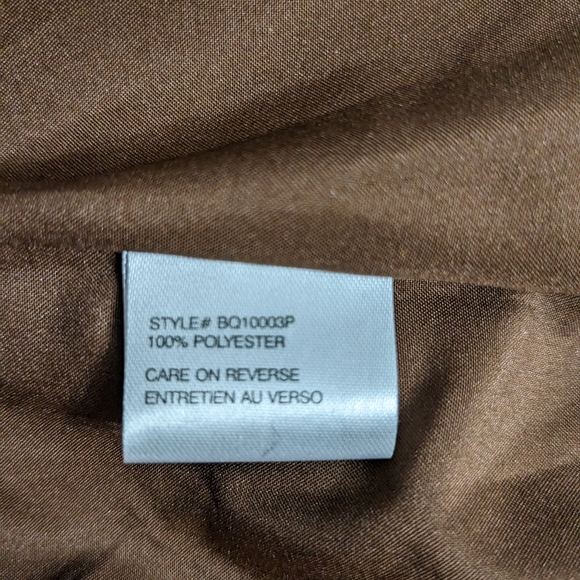 STYLE# BQ10003P
100% POLYESTER
CARE ON REVERSE
ENTRETIEN AU VERSO